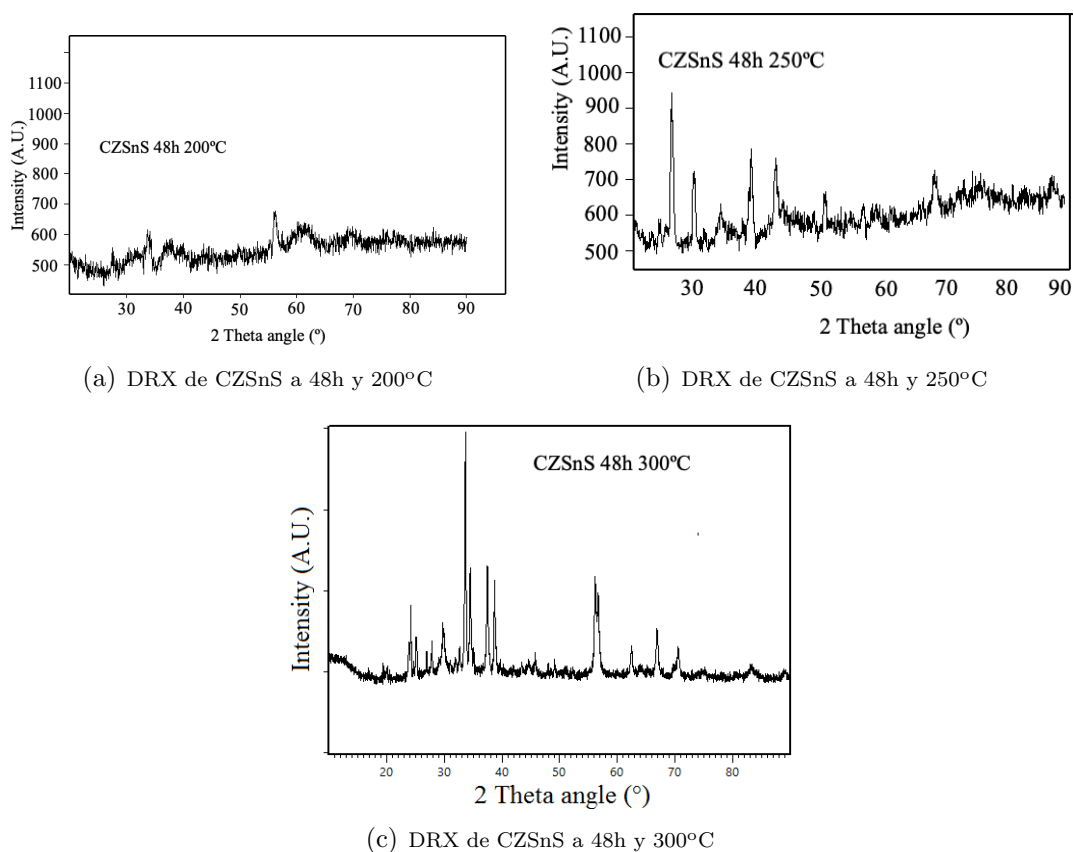 1100
1000
900
800
700
600
500
Intensity (A.U.)
CZSnS 48h 200ºC
30 40 50 60 70 80 90
2 Theta angle (º)
(a) DRX de CZSnS a 48h y 200ºC
1100
1000
900
800
700
600
500
Intensity (A.U.)
CZSnS 48h 250ºC
30 40 50 60 70 80 90
2 Theta angle (º)
(b) DRX de CZSnS a 48h y 250ºC
Intensity (A.U.)
CZSnS 48h 300ºC
20 30 40 50 60 70 80
2 Theta angle (°)
(c) DRX de CZSnS a 48h y 300ºC